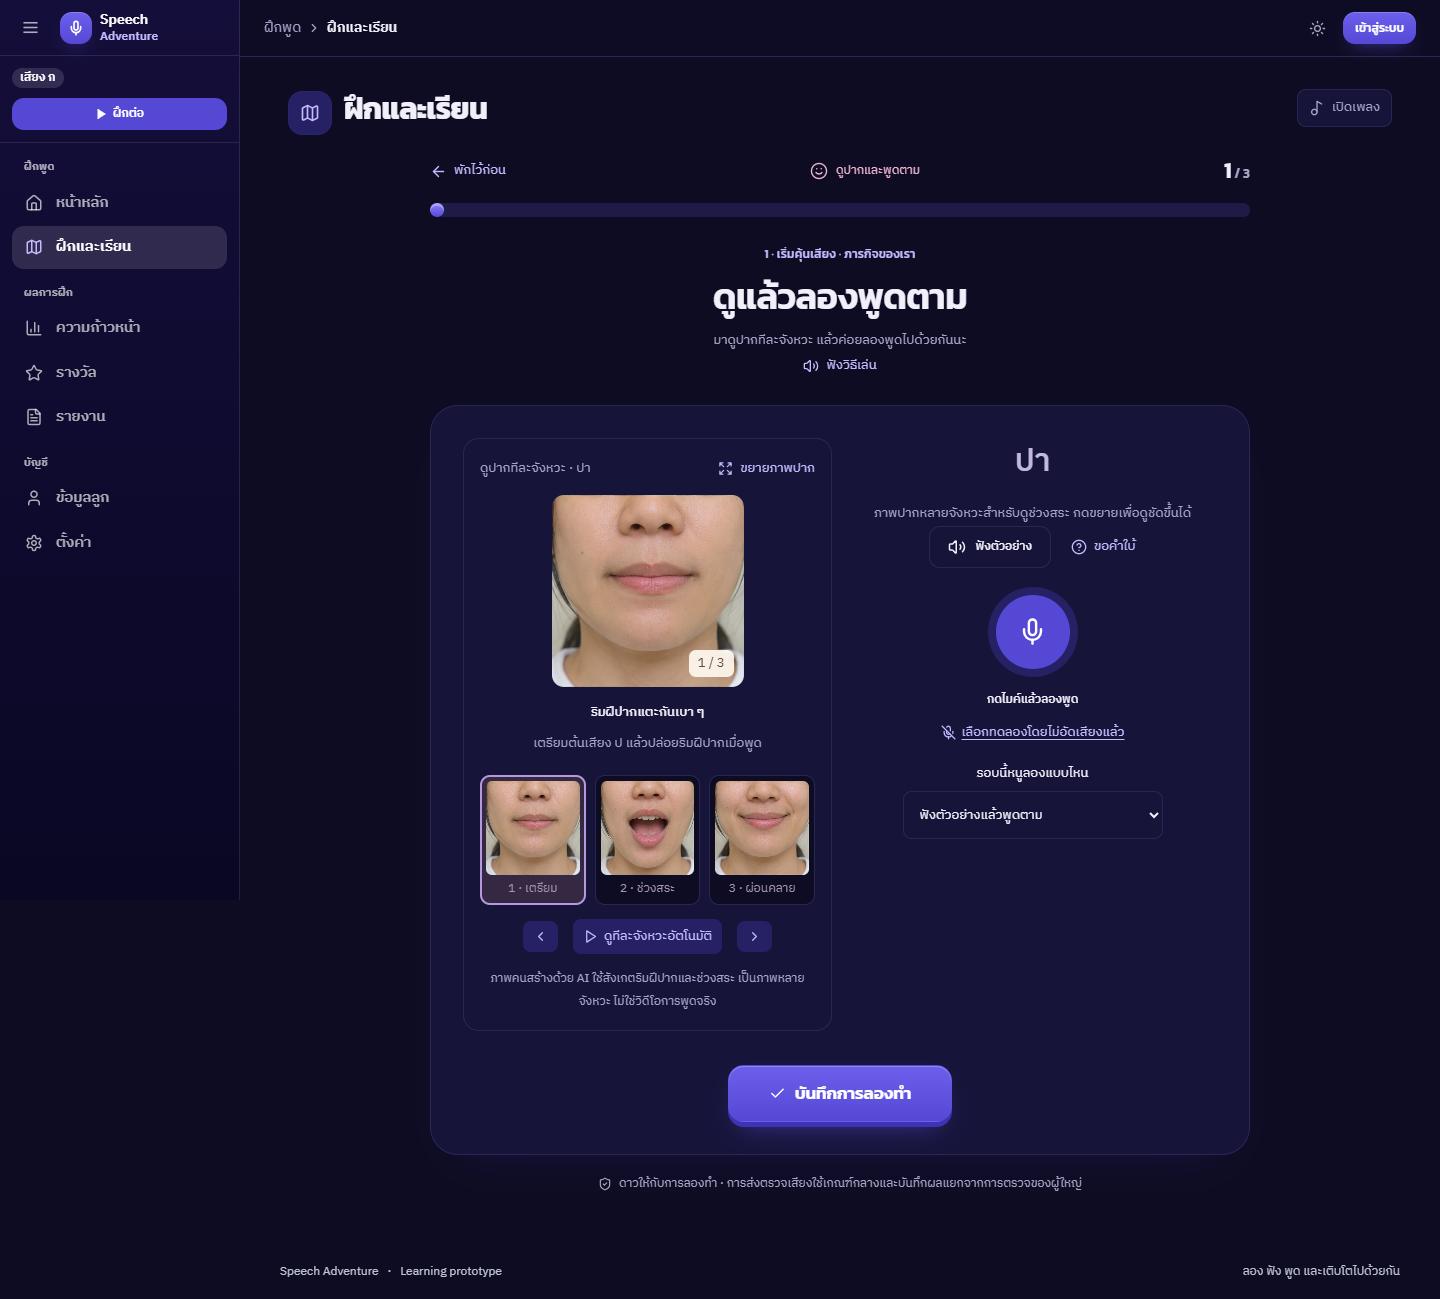 Speech
Adventure
เสียง ก
ฝึกต่อ
ฝึกพูด
หน้าหลัก
ฝึกและเรียน
ผลการฝึก
ความก้าวหน้า
รางวัล
รายงาน
บัญชี
ข้อมูลลูก
ตั้งค่า
ฝึกพูด > ฝึกและเรียน
เข้าสู่ระบบ
ฝึกและเรียน
เปิดเพลง
พักไว้ก่อน
ดูปากและพูดตาม
1 / 3
1 · เริ่มคุ้นเสียง · ภารกิจของเรา
ดูแล้วลองพูดตาม
มาดูปากทีละจังหวะ แล้วค่อยลองพูดไปด้วยกันนะ
ฟังวิธีเล่น
ดูปากทีละจังหวะ · ปา
ขยายภาพปาก
1 / 3
ริมฝีปากแตะกันเบา ๆ
เตรียมต้นเสียง ป แล้วปล่อยริมฝีปากเมื่อพูด
1 · เตรียม
2 · ช่วงสระ
3 · ผ่อนคลาย
ดูทีละจังหวะอัตโนมัติ
ภาพคนสร้างด้วย AI ใช้สังเกตริมฝีปากและช่วงสระ เป็นภาพหลาย
จังหวะ ไม่ใช่วิดีโอการพูดจริง
ปา
ภาพปากหลายจังหวะสำหรับดูช่วงสระ กดขยายเพื่อดูชัดขึ้นได้
ฟังตัวอย่าง
ขอคำใบ้
กดไมค์แล้วลองพูด
เลือกทดลองโดยไม่อัดเสียงแล้ว
รอบนี้หนูลองแบบไหน
ฟังตัวอย่างแล้วพูดตาม
บันทึกการลองทำ
ดาวให้กับการลองทำ · การส่งตรวจเสียงใช้เกณฑ์กลางและบันทึกผลแยกจากการตรวจของผู้ใหญ่
Speech Adventure · Learning prototype
ลอง ฟัง พูด และเติบโตไปด้วยกัน